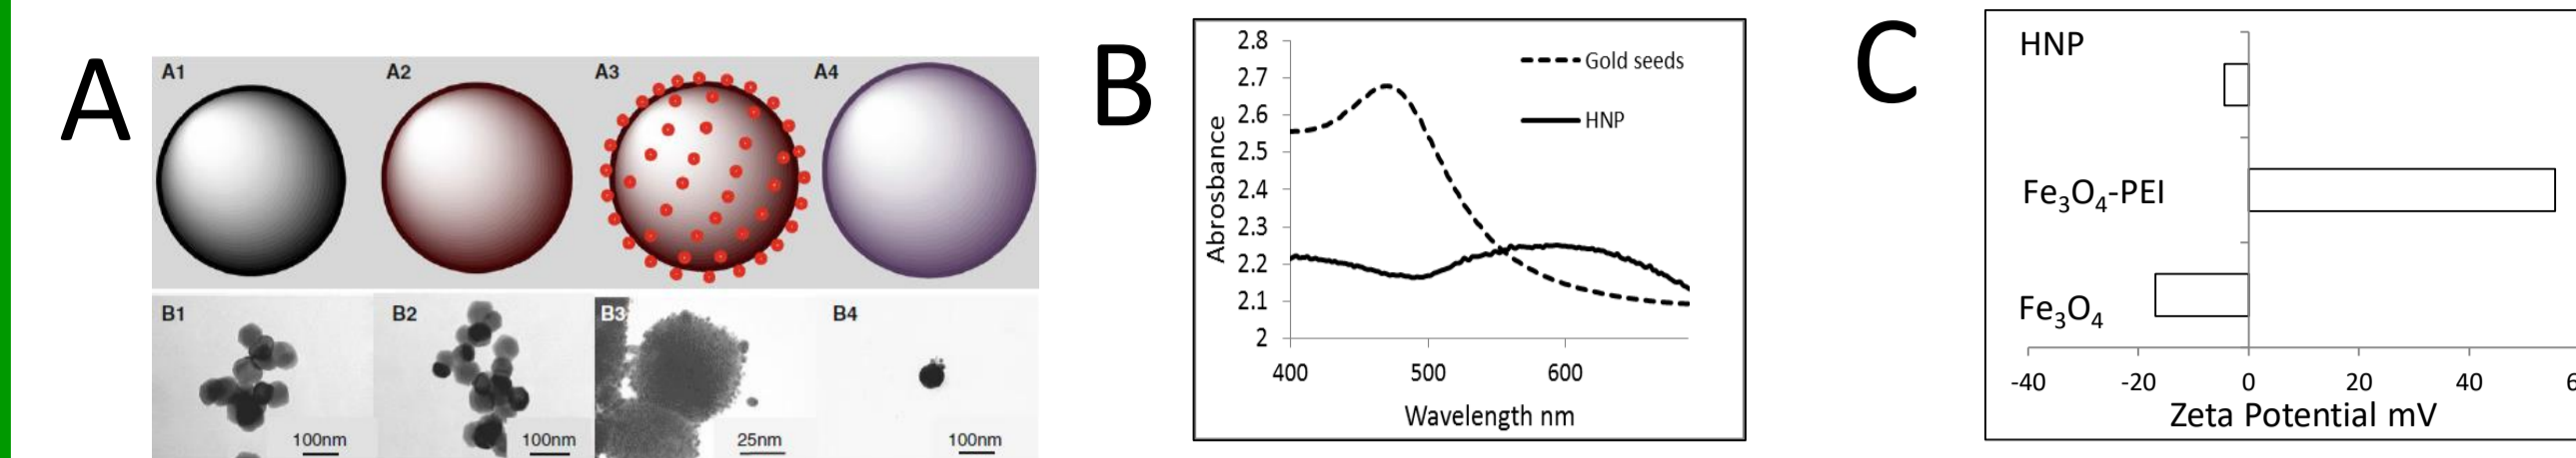 A
A1
A2
A3
A4
B1
B2
B3
B4
100nm
100nm
25nm
100nm
B
2.8
2.7
2.6
2.5
2.4
2.3
2.2
2.1
2
Abrosbance
Gold seeds
HNP
400
500
600
Wavelength nm
C
HNP
Fe₃O₄-PEI
Fe₃O₄
-40
-20
0
20
40
6
Zeta Potential mV